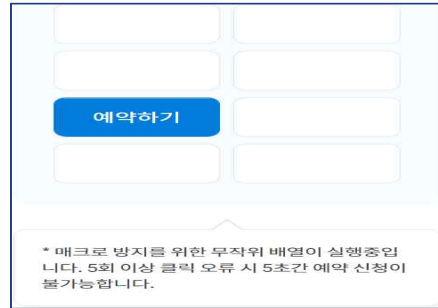 예약하기
* 매크로 방지를 위한 무작위 배열이 실행중입
니다. 5회 이상 클릭 오류 시 5초간 예약 신청이
불가능합니다.